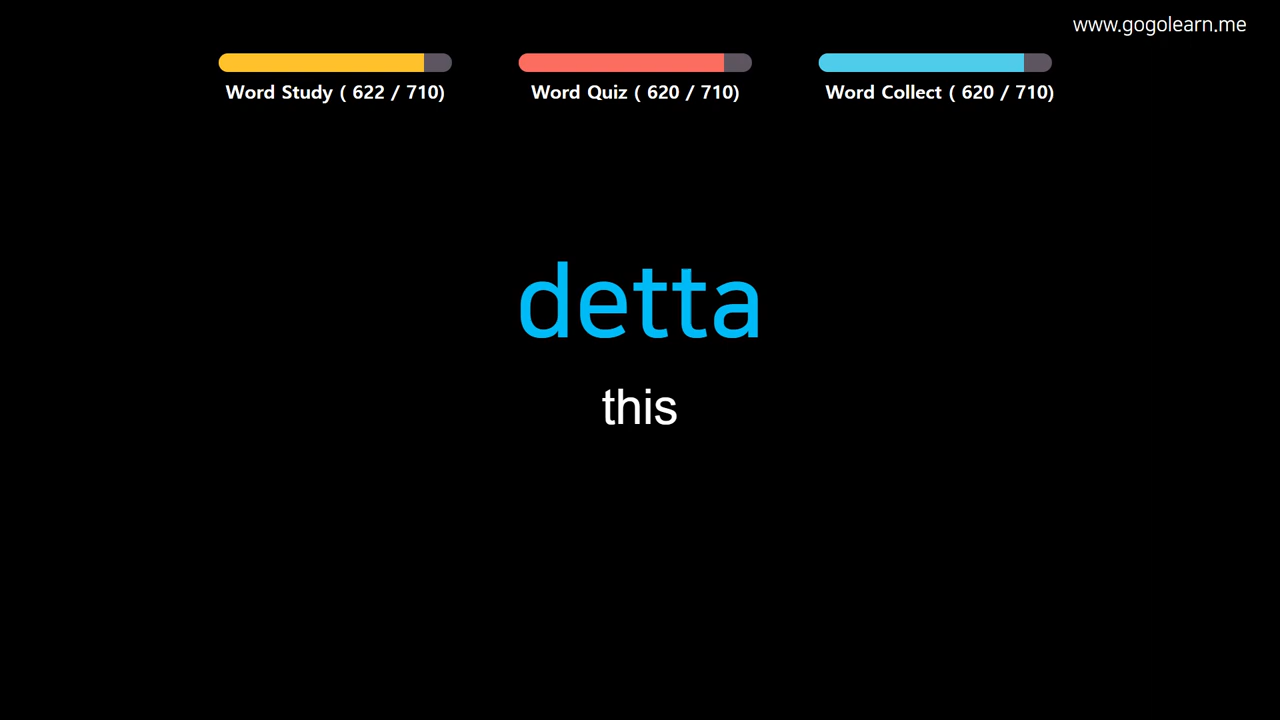 www.gogolearn.me
Word Study ( 622 / 710)
Word Quiz ( 620 / 710)
Word Collect ( 620 / 710)
detta
this